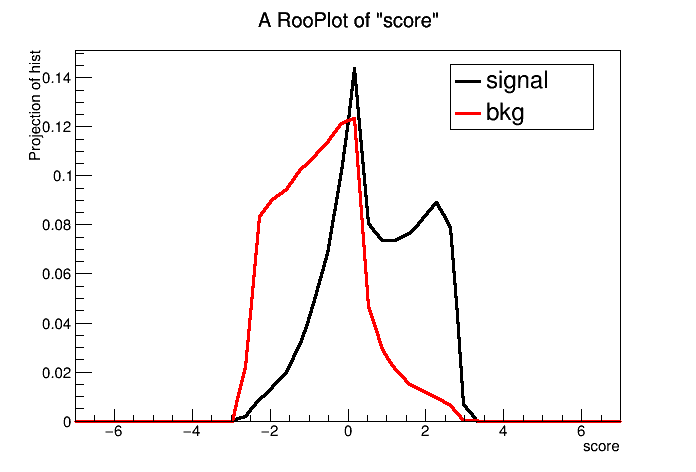 A RooPlot of "score"
Projection of hist
signal
bkg
0.14
0.12
0.1
0.08
0.06
0.04
0.02
0
−6 −4 −2 0 2 4 6
score